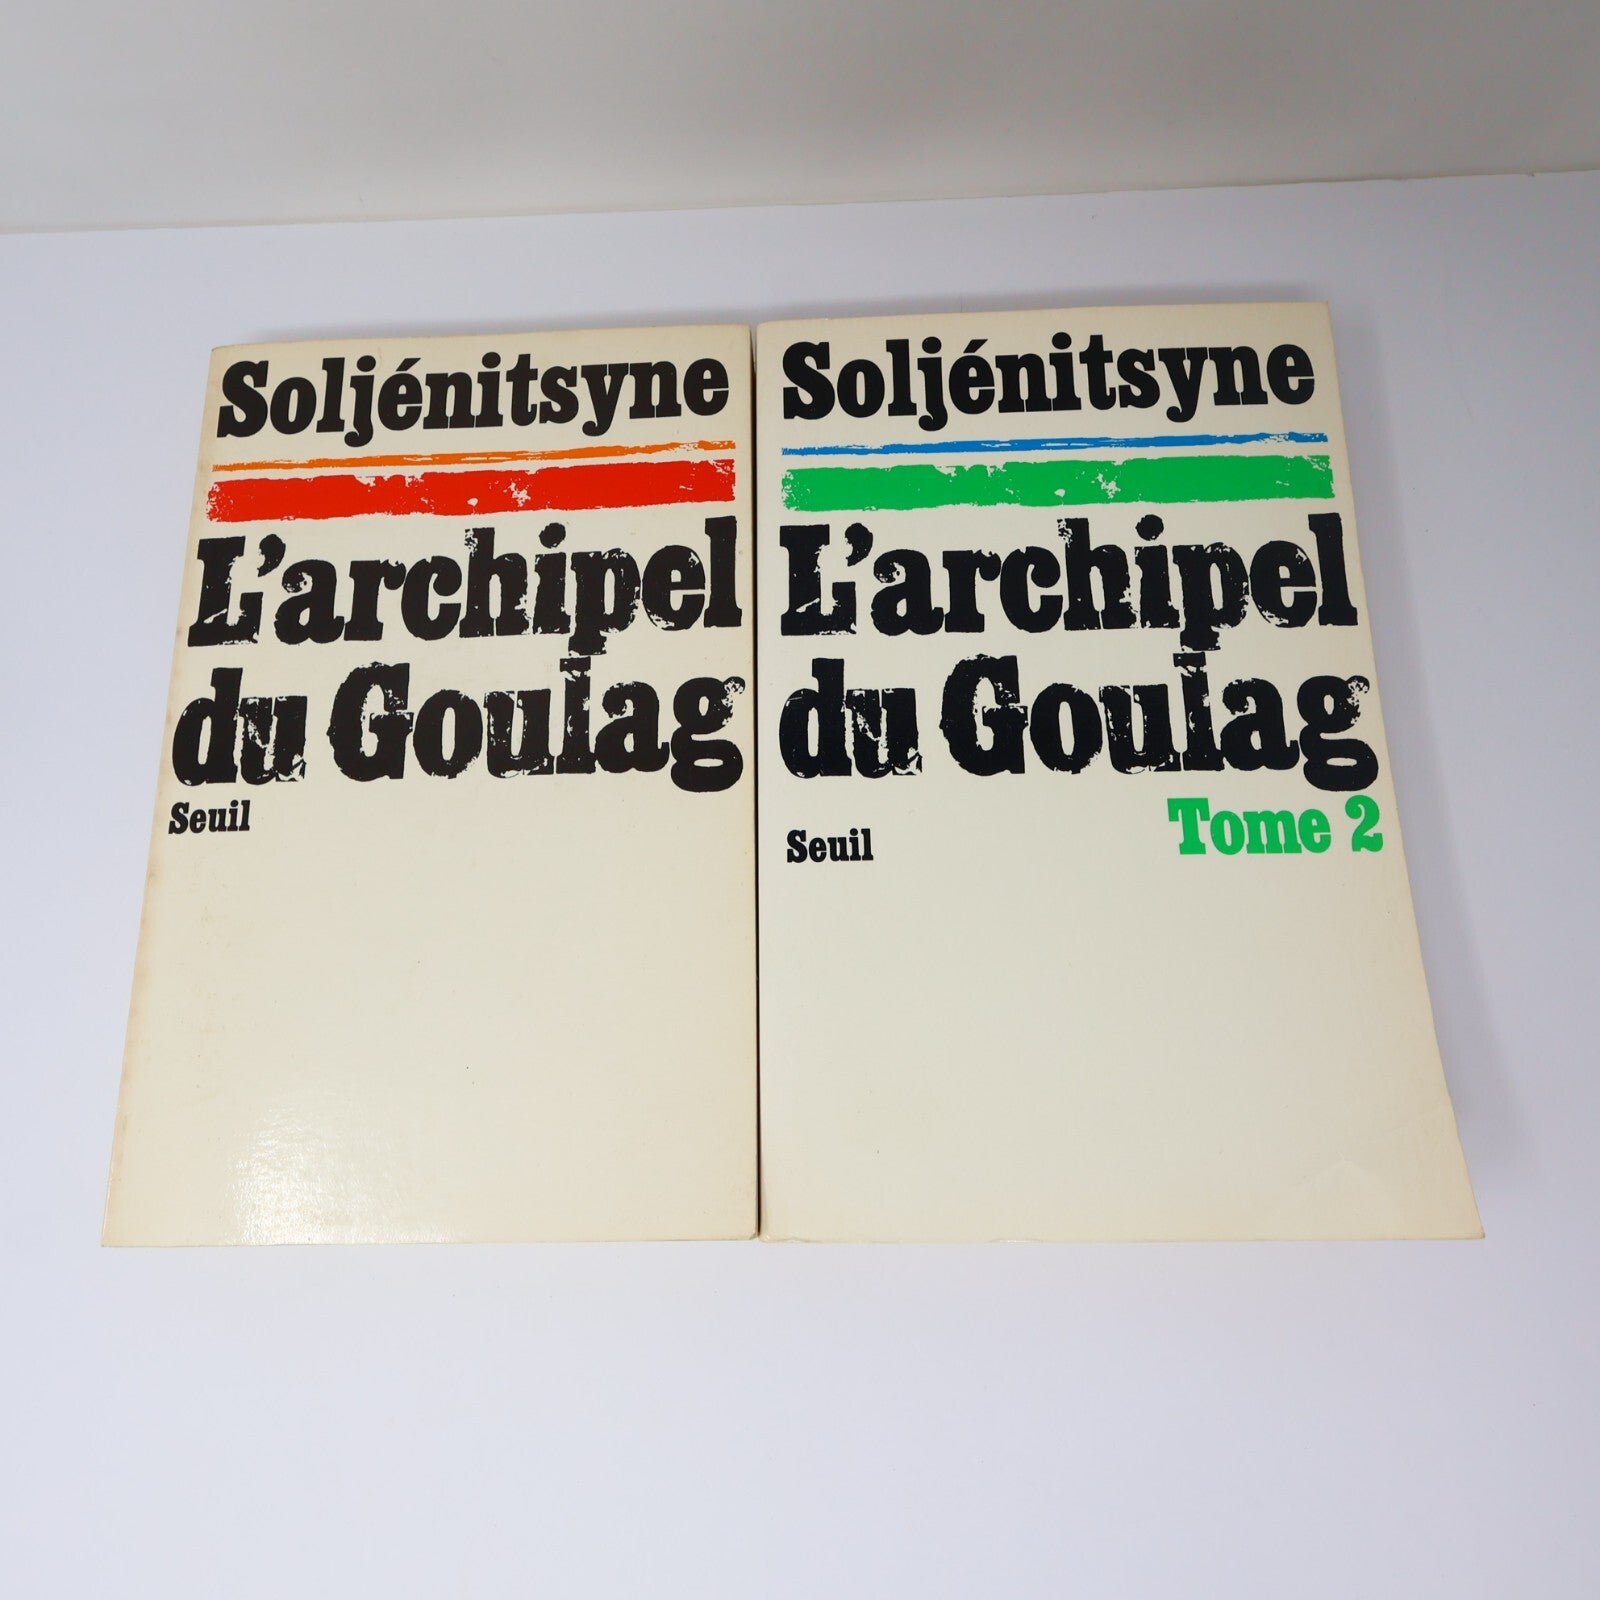 Soljénitsyne
L'archipel
du Goulag
Seuil
Soljénitsyne
L'archipel
du Goulag
Tome 2
Seuil